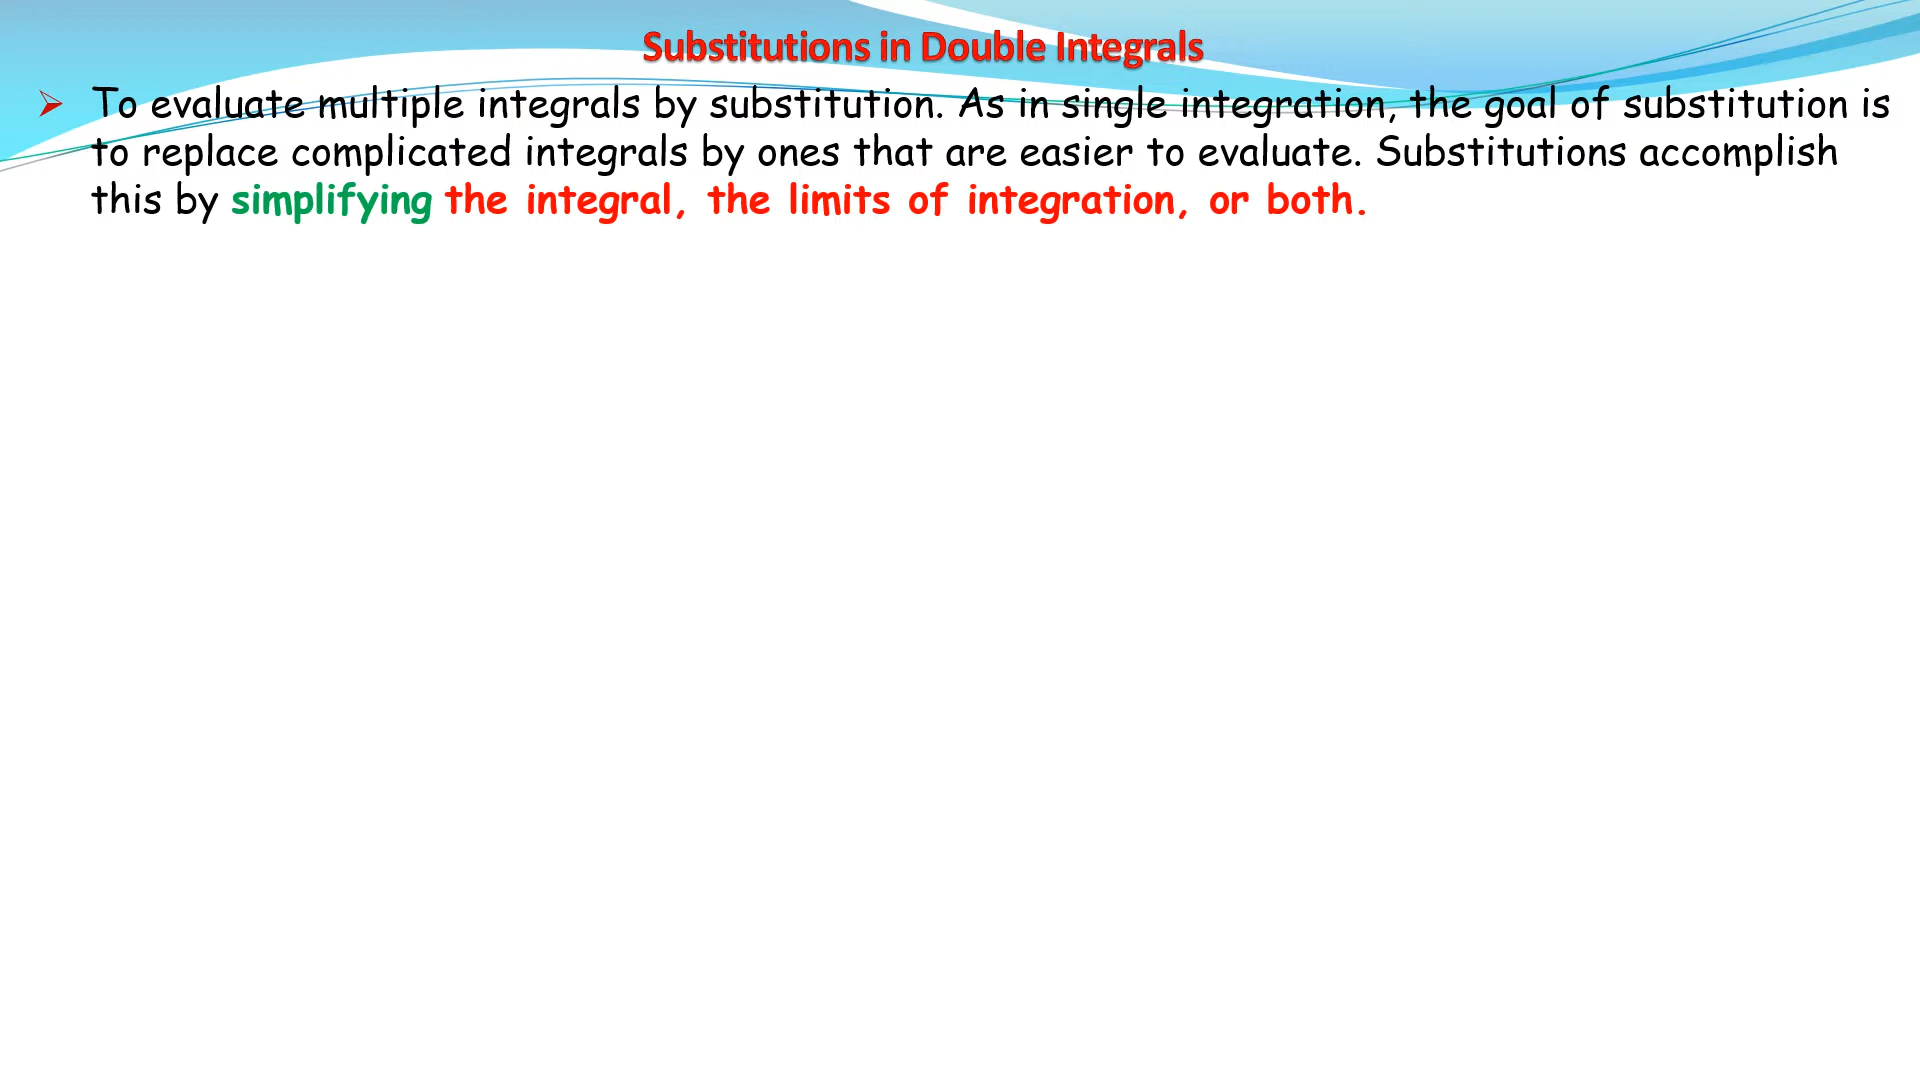 Substitutions in Double Integrals
➢ To evaluate multiple integrals by substitution. As in single integration, the goal of substitution is
to replace complicated integrals by ones that are easier to evaluate. Substitutions accomplish
this by simplifying the integral, the limits of integration, or both.